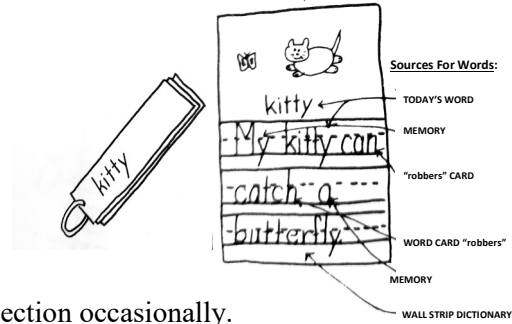 Sources For Words:
kitty
TODAY'S WORD
My kitty can
MEMORY
kitty
"robbers" CARD
catch a
WORD CARD "robbers"
butterfly
MEMORY
ection occasionally.
WALL STRIP DICTIONARY